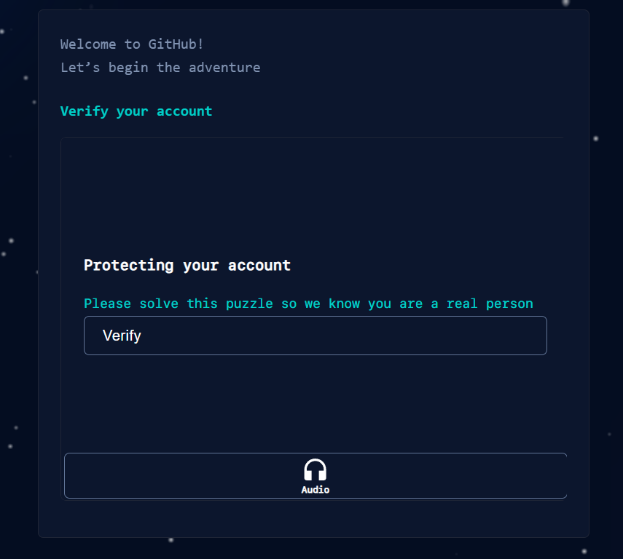 Welcome to GitHub!
Let’s begin the adventure
Verify your account
Protecting your account
Please solve this puzzle so we know you are a real person
Verify
Audio